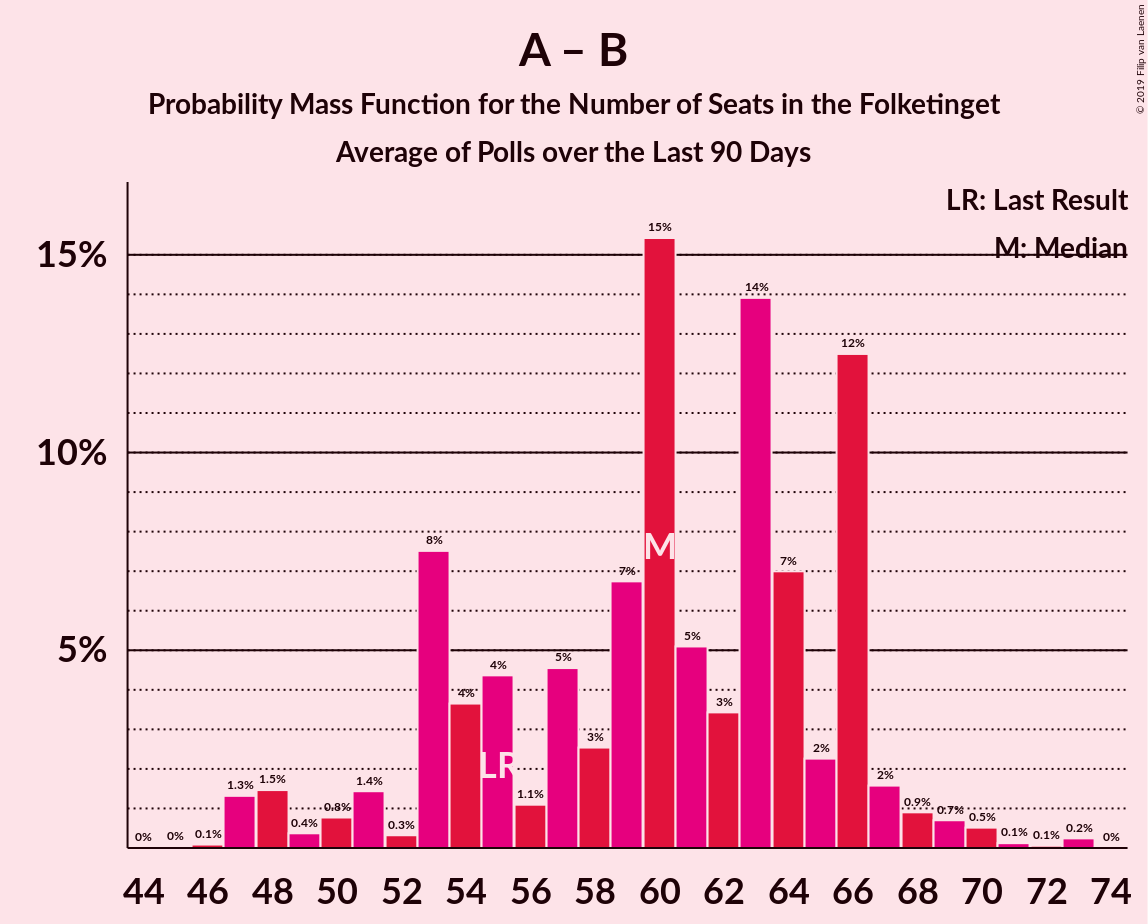 A – B
Probability Mass Function for the Number of Seats in the Folketinget
Average of Polls over the Last 90 Days
© 2019 Filip van Laenen
LR: Last Result
M: Median
15%
10%
5%
0% 0% 0.1% 1.3% 1.5% 0.4% 0.8% 1.4% 0.3% 8% 4% 4% 1.1% 5% 3% 7% 15% 5% 3% 14% 7% 2% 12% 2% 0.9% 0.7% 0.5% 0.1% 0.1% 0.2% 0%
M
LR
44 46 48 50 52 54 56 58 60 62 64 66 68 70 72 74